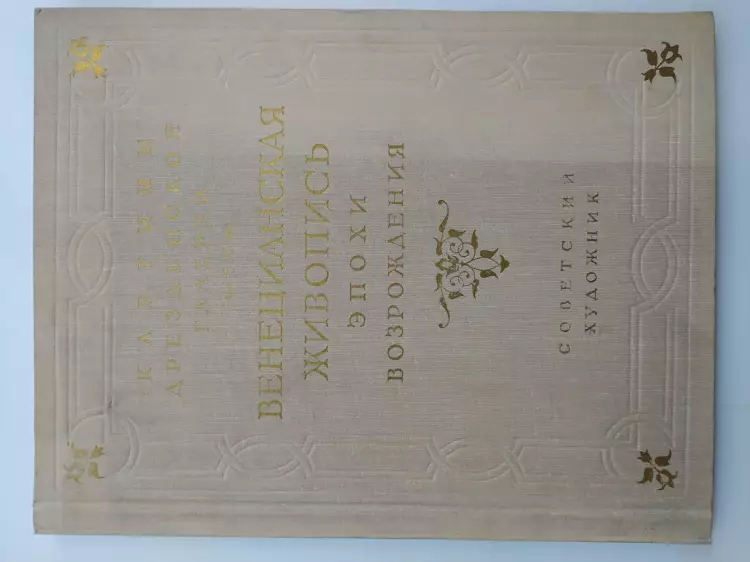 КАРТИНЫ
ДРЕЗДЕНСКОЙ
ГАЛЕРЕИ
ВЕНЕЦИАНСКАЯ
ЖИВОПИСЬ
ЭПОХИ
ВОЗРОЖДЕНИЯ
СОВЕТСКИЙ
ХУДОЖНИК